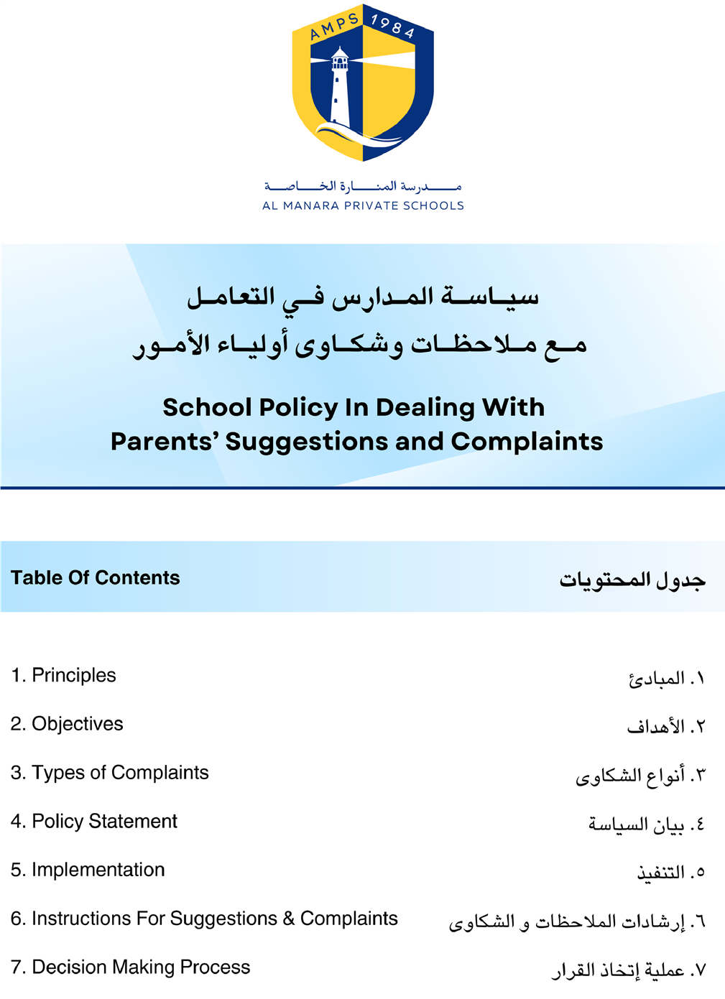 AMPS 1984
مدرسة المنارة الخاصة
AL MANARA PRIVATE SCHOOLS
سياسة المدارس في التعامل
مع ملاحظات وشكاوى أولياء الأمور
School Policy In Dealing With
Parents’ Suggestions and Complaints
Table Of Contents
جدول المحتويات
1. Principles
١. المبادئ
2. Objectives
٢. الأهداف
3. Types of Complaints
٣. أنواع الشكاوى
4. Policy Statement
٤. بيان السياسة
5. Implementation
٥. التنفيذ
6. Instructions For Suggestions & Complaints
٦. إرشادات الملاحظات و الشكاوى
7. Decision Making Process
٧. عملية إتخاذ القرار